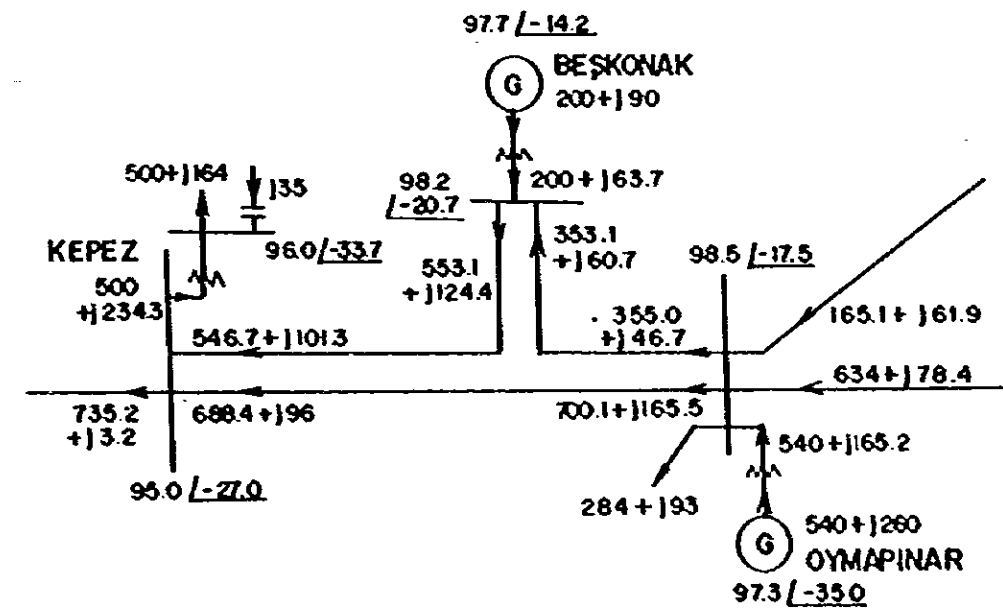 97.7 /-14.2
BEŞKONAK
G
200+j90
500+j164
j35
98.2
/-20.7
200+j63.7
KEPEZ
96.0 /-33.7
353.1
+j60.7
98.5 /-17.5
500
+j234.3
553.1
+j124.4
355.0
+j46.7
165.1+j61.9
546.7+j101.3
634+j78.4
735.2
+j3.2
688.4+j96
700.1+j165.5
540+j165.2
95.0 /-27.0
284+j93
540+j260
G
OYMAPINAR
97.3 /-35.0